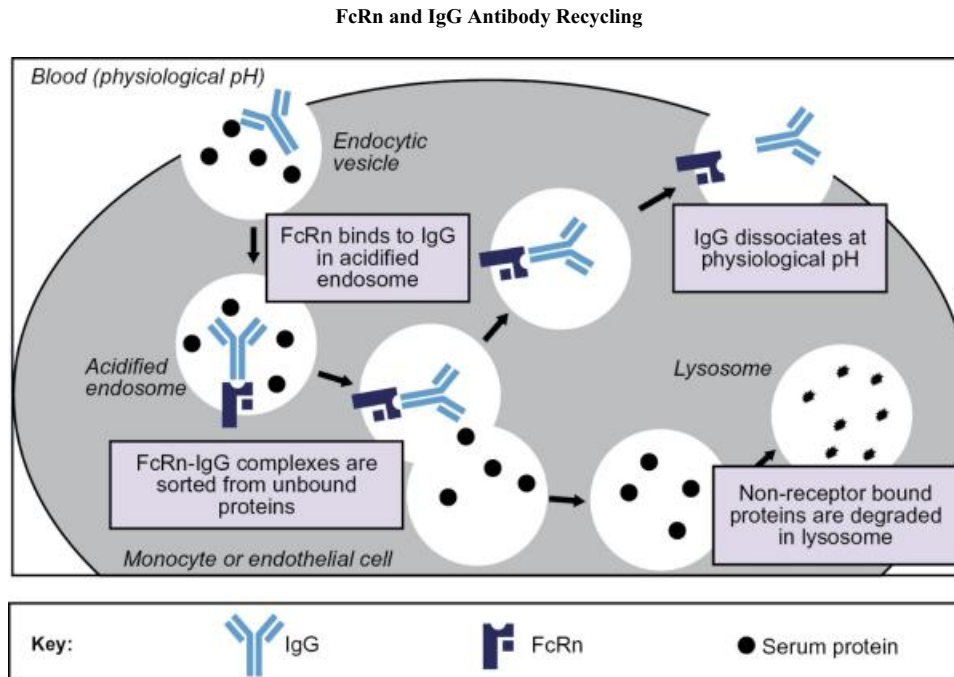 FcRn and IgG Antibody Recycling
Blood (physiological pH)
Endocytic
vesicle
FcRn binds to IgG
in acidified
endosome
IgG dissociates at
physiological pH
Acidified
endosome
Lysosome
FcRn-IgG complexes are
sorted from unbound
proteins
Non-receptor bound
proteins are degraded
in lysosome
Monocyte or endothelial cell
Key:
IgG
FcRn
Serum protein